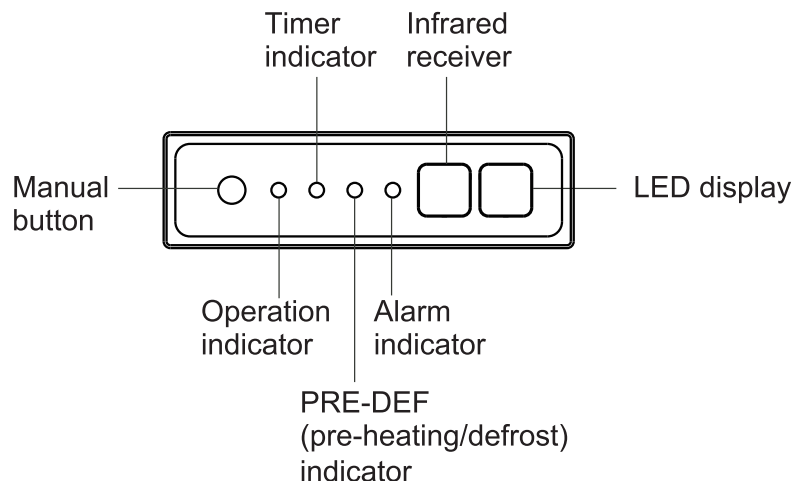 Timer
indicator
Infrared
receiver
Manual
button
LED display
Operation
indicator
Alarm
indicator
PRE-DEF
(pre-heating/defrost)
indicator